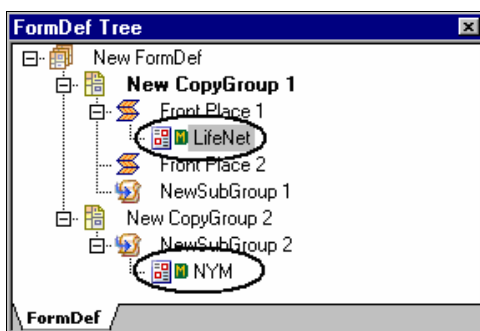 FormDef Tree
New FormDef
New CopyGroup 1
Front Place 1
M LifeNet
Front Place 2
NewSubGroup 1
New CopyGroup 2
NewSubGroup 2
M NYM
FormDef